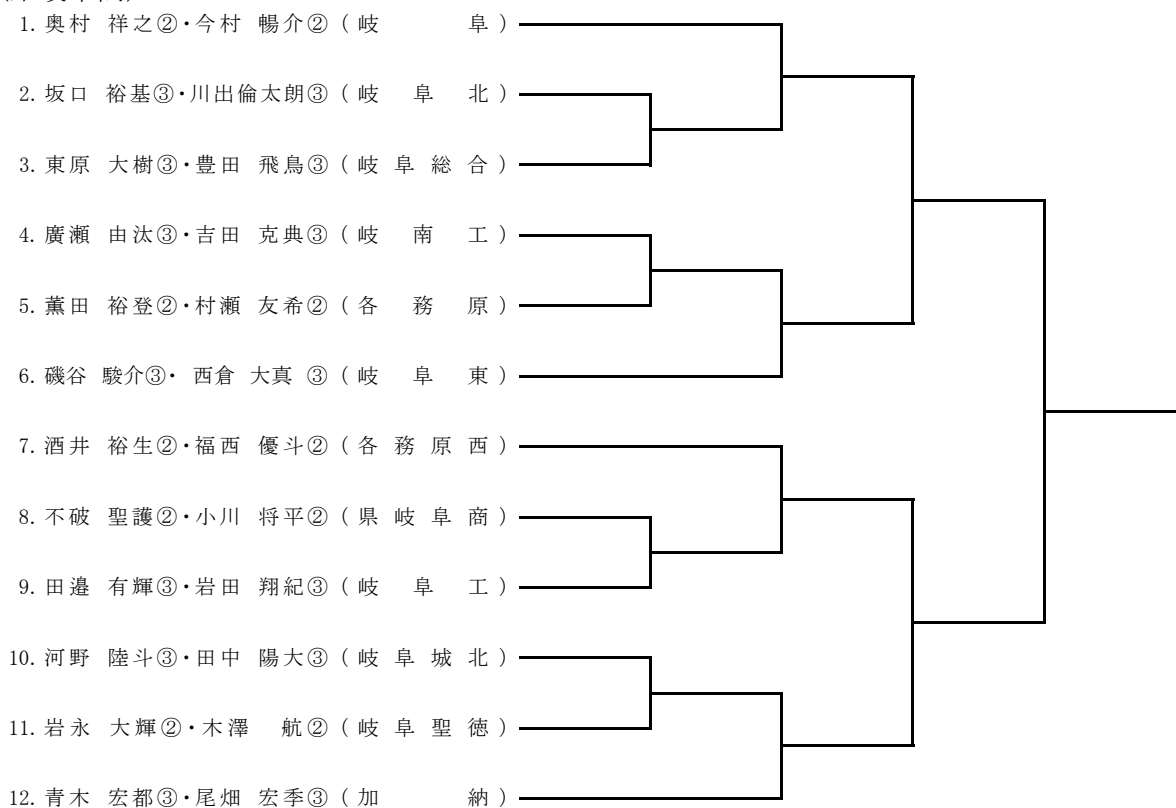 1. 奥村 祥之②・今村 暢介② ( 岐 阜 )
2. 坂口 裕基③・川出倫太朗③ ( 岐 阜 北 )
3. 東原 大樹③・豊田 飛鳥③ ( 岐 阜 総 合 )
4. 廣瀬 由汰③・吉田 克典③ ( 岐 南 工 )
5. 薫田 裕登②・村瀬 友希② ( 各 務 原 )
6. 磯谷 駿介③・ 西倉 大真 ③ ( 岐 阜 東 )
7. 酒井 裕生②・福西 優斗② ( 各 務 原 西 )
8. 不破 聖護②・小川 将平② ( 県 岐 阜 商 )
9. 田邉 有輝③・岩田 翔紀③ ( 岐 阜 工 )
10. 河野 陸斗③・田中 陽大③ ( 岐 阜 城 北 )
11. 岩永 大輝②・木澤 航② ( 岐 阜 聖 徳 )
12. 青木 宏都③・尾畑 宏季③ ( 加 納 )